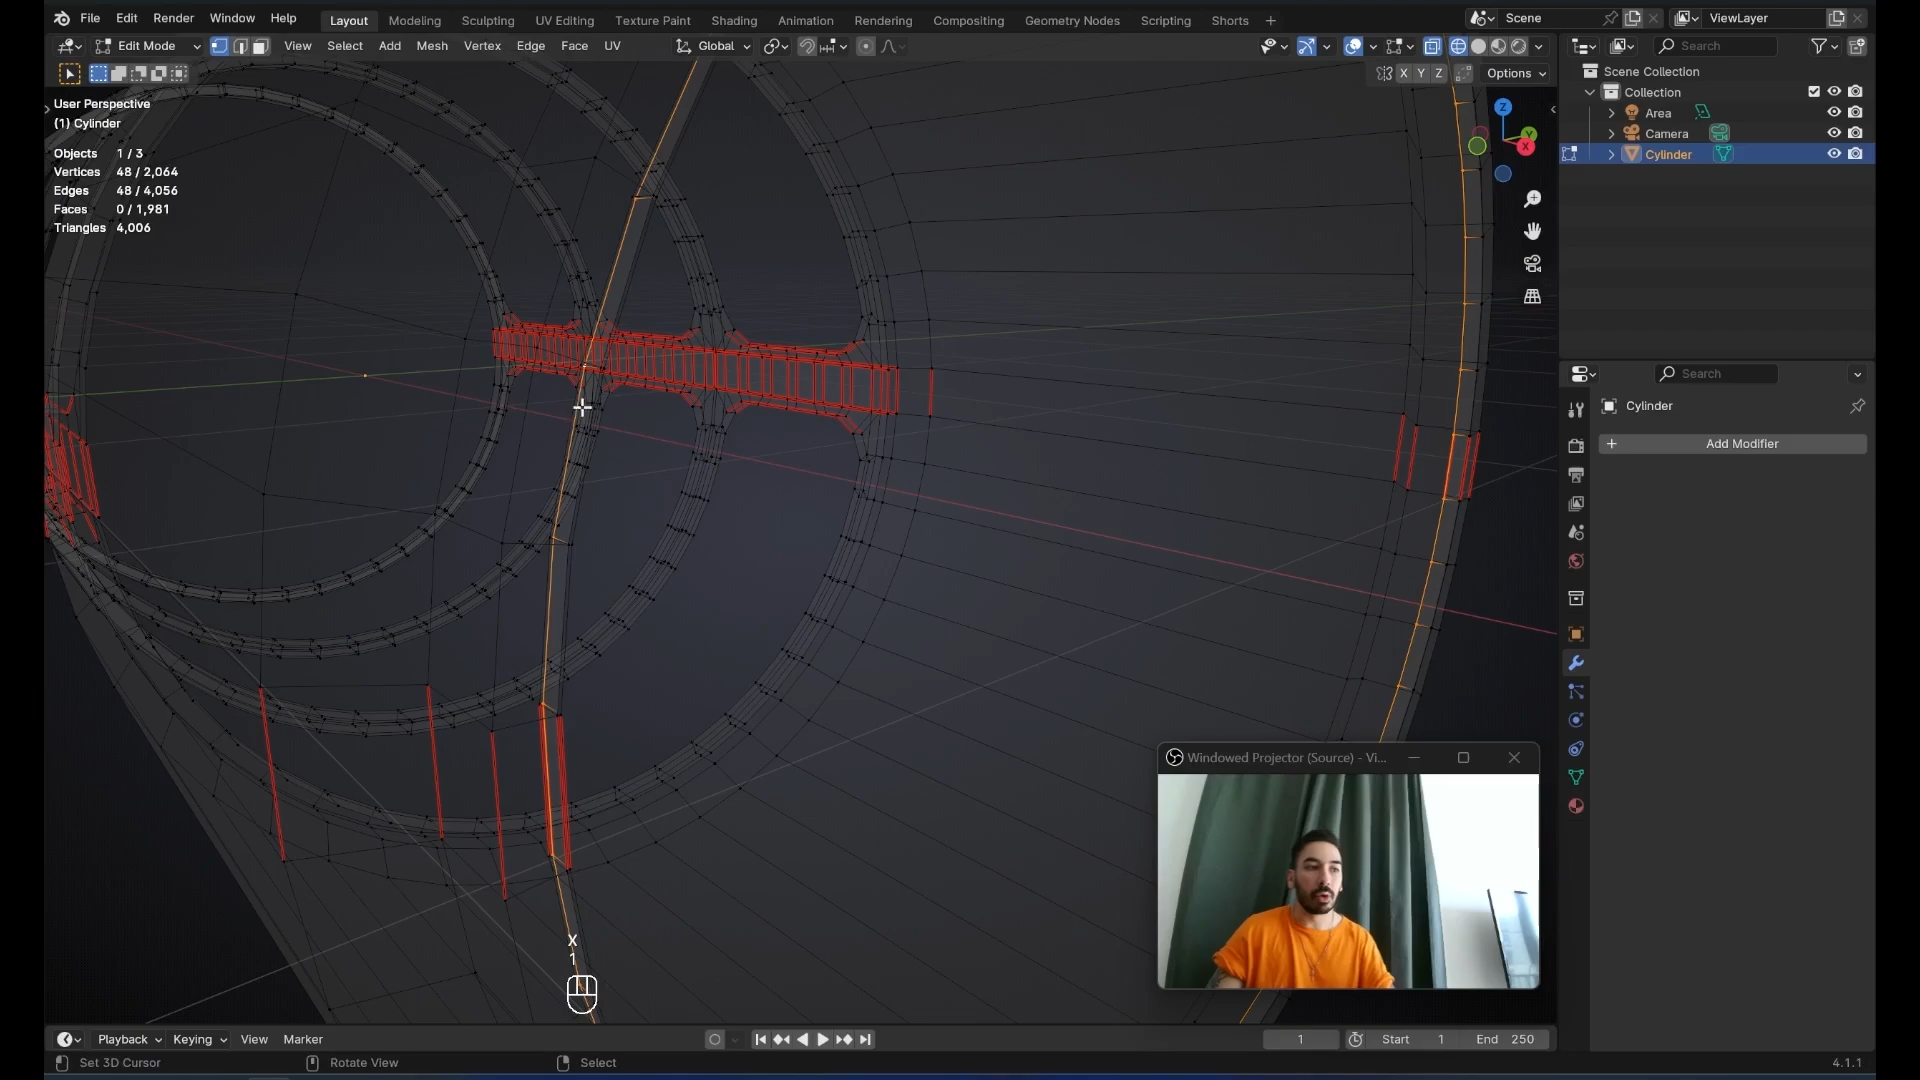 File Edit Render Window Help Layout Modeling Sculpting UV Editing Texture Paint Shading Animation Rendering Compositing Geometry Nodes Scripting Shorts + Scene ViewLayer
Edit Mode View Select Add Mesh Vertex Edge Face UV Global Search
X Y Z Options
User Perspective
(1) Cylinder
Objects 1 / 3
Vertices 48 / 2,064
Edges 48 / 4,056
Faces 0 / 1,981
Triangles 4,006
Z
Y
X
Scene Collection
Collection
Area
Camera
Cylinder
Search
Cylinder
+ Add Modifier
Windowed Projector (Source) - Vi...
X
1
Playback Keying View Marker 1 Start 1 End 250
Set 3D Cursor Rotate View Select 4.1.1